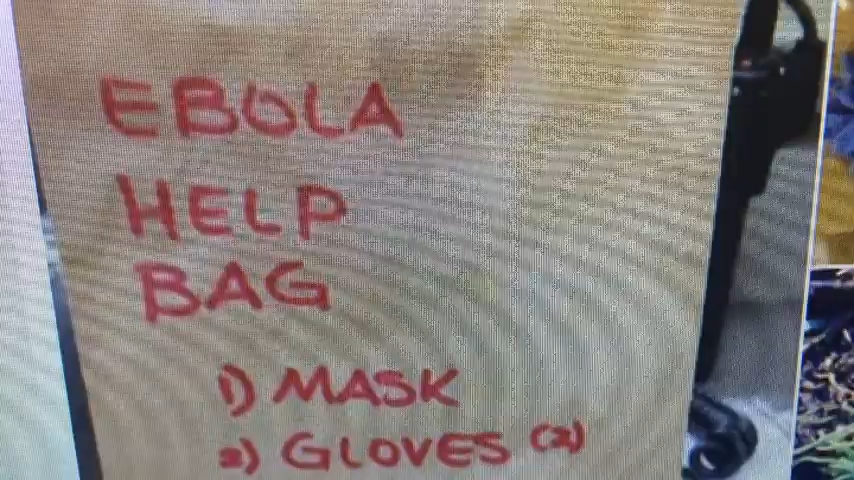 EBOLA
HELP
BAG
1) MASK
2) GLOVES (2)